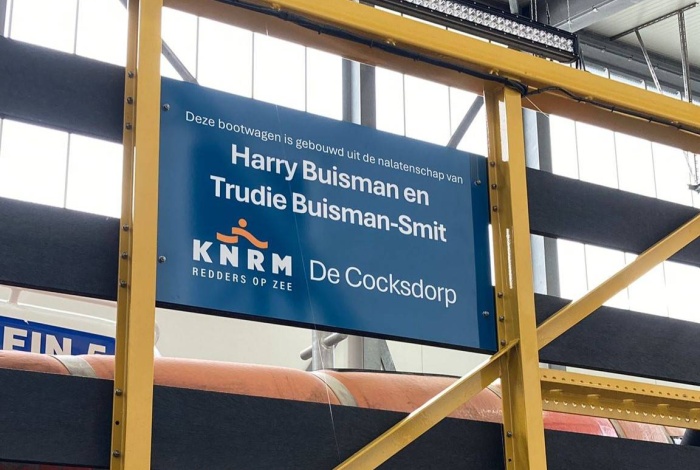 Deze bootwagen is gebouwd uit de nalatenschap van
Harry Buisman en
Trudie Buisman-Smit
KNRM
REDDERS OP ZEE
De Cocksdorp
EIN